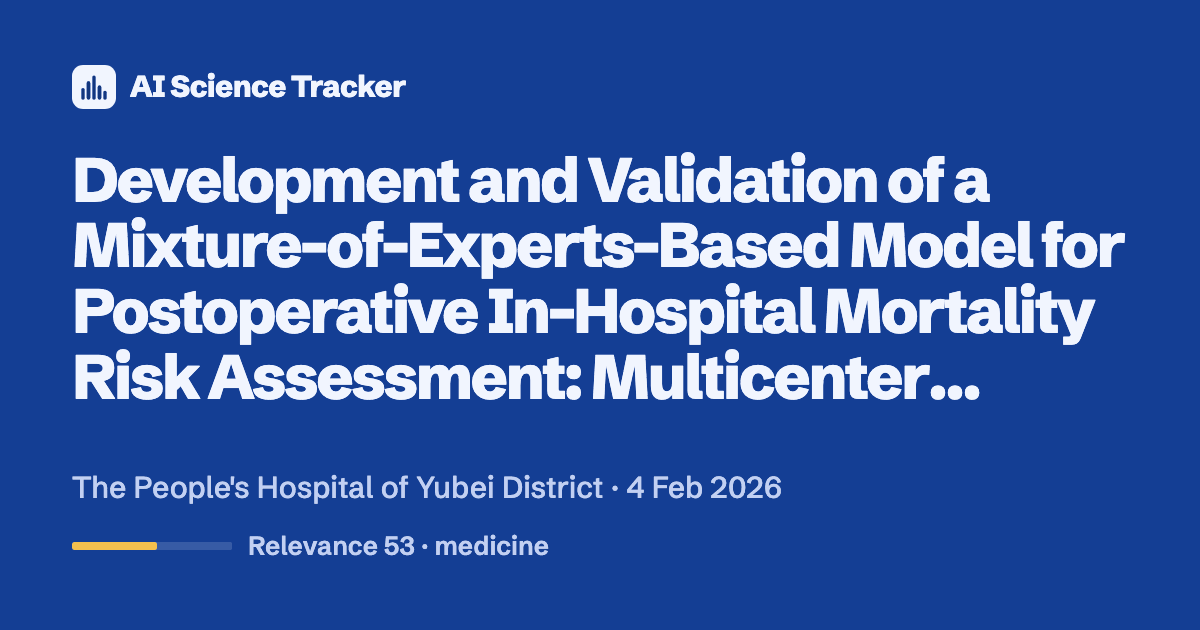 AI Science Tracker
Development and Validation of a
Mixture-of-Experts-Based Model for
Postoperative In-Hospital Mortality
Risk Assessment: Multicenter...
The People's Hospital of Yubei District · 4 Feb 2026
Relevance 53 · medicine